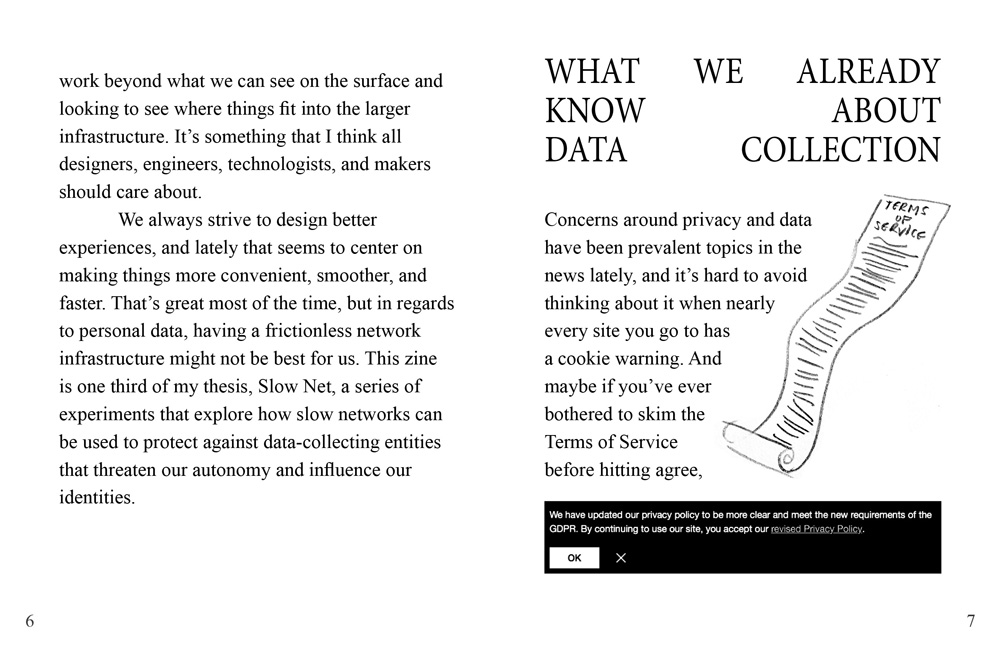 work beyond what we can see on the surface and
looking to see where things fit into the larger
infrastructure. It’s something that I think all
designers, engineers, technologists, and makers
should care about.
We always strive to design better
experiences, and lately that seems to center on
making things more convenient, smoother, and
faster. That’s great most of the time, but in regards
to personal data, having a frictionless network
infrastructure might not be best for us. This zine
is one third of my thesis, Slow Net, a series of
experiments that explore how slow networks can
be used to protect against data-collecting entities
that threaten our autonomy and influence our
identities.
6
WHAT WE ALREADY
KNOW ABOUT
DATA COLLECTION
Concerns around privacy and data
have been prevalent topics in the
news lately, and it’s hard to avoid
thinking about it when nearly
every site you go to has
a cookie warning. And
maybe if you’ve ever
bothered to skim the
Terms of Service
before hitting agree,
TERMS
OF
SERVICE
We have updated our privacy policy to be more clear and meet the new requirements of the
GDPR. By continuing to use our site, you accept our revised Privacy Policy.
OK
7